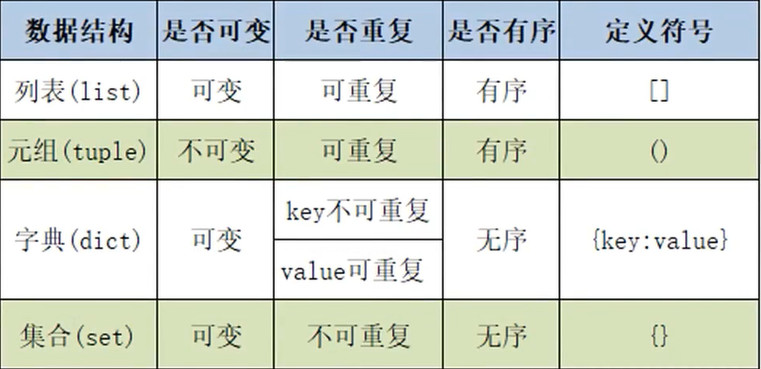 数据结构 是否可变 是否重复 是否有序 定义符号
列表(list) 可变 可重复 有序 []
元组(tuple) 不可变 可重复 有序 ()
字典(dict) 可变 key不可重复 无序 {key:value}
value可重复
集合(set) 可变 不可重复 无序 {}